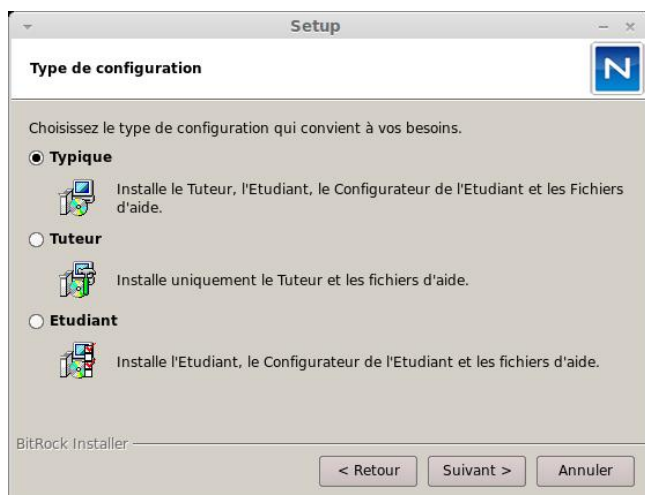 Setup
Type de configuration
N
Choisissez le type de configuration qui convient à vos besoins.
Typique
Installe le Tuteur, l'Etudiant, le Configurateur de l'Etudiant et les Fichiers
d'aide.
Tuteur
Installe uniquement le Tuteur et les fichiers d'aide.
Etudiant
Installe l'Etudiant, le Configurateur de l'Etudiant et les fichiers d'aide.
BitRock Installer
< Retour Suivant > Annuler